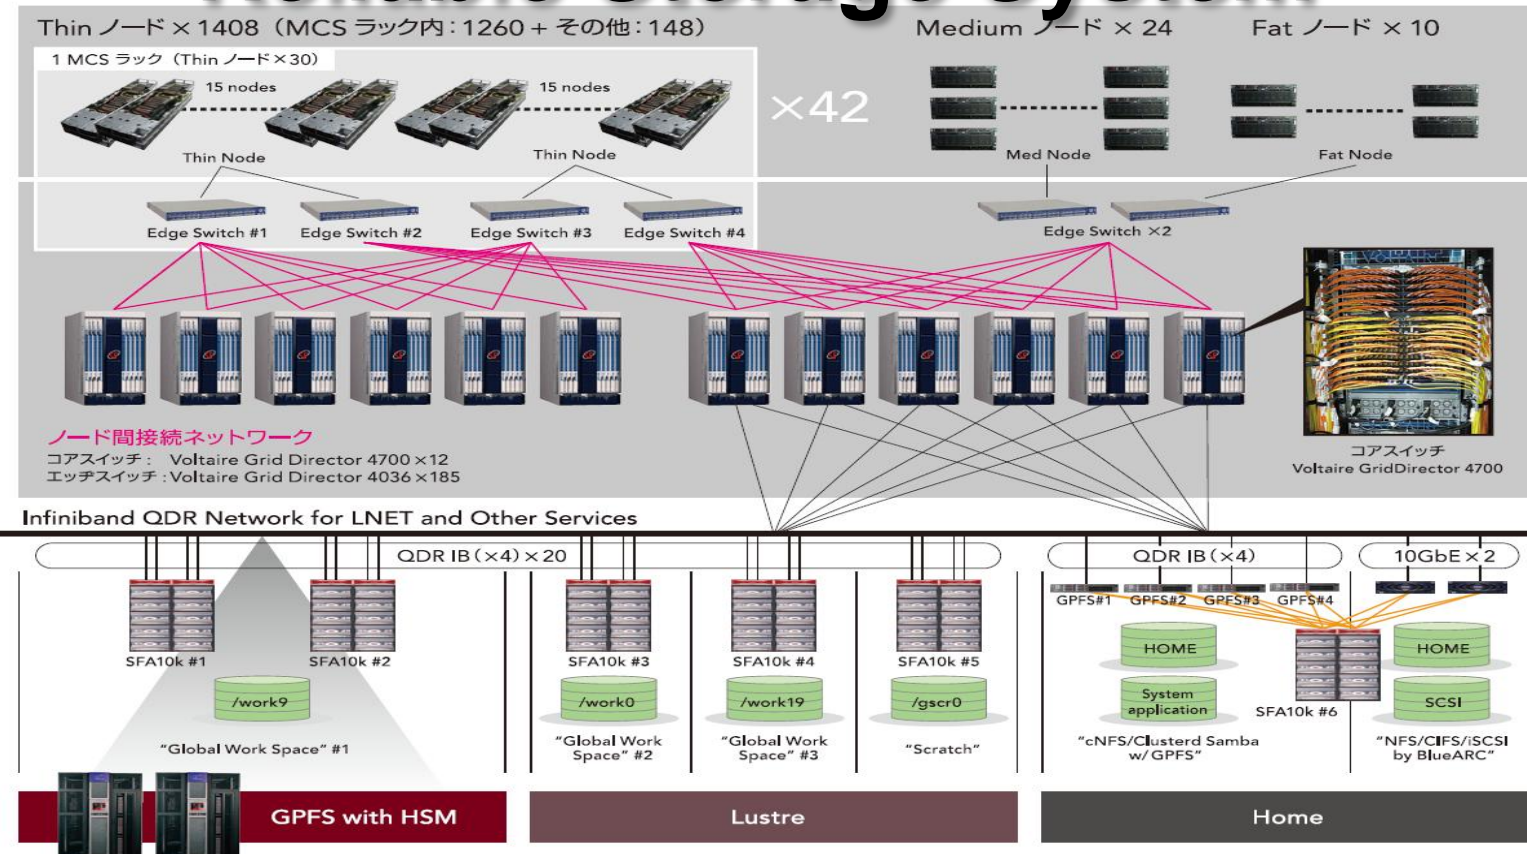 Reliable Storage System
Thin ノード × 1408（MCS ラック内：1260 + その他：148）
Medium ノード × 24
Fat ノード × 10
1 MCS ラック（Thin ノード×30）
15 nodes
15 nodes
×42
Thin Node
Thin Node
Med Node
Fat Node
Edge Switch #1
Edge Switch #2
Edge Switch #3
Edge Switch #4
Edge Switch ×2
ノード間接続ネットワーク
コアスイッチ： Voltaire Grid Director 4700 ×12
エッヂスイッチ：Voltaire Grid Director 4036 ×185
コアスイッチ
Voltaire GridDirector 4700
Infiniband QDR Network for LNET and Other Services
QDR IB（×4）× 20
QDR IB（×4）
10GbE × 2
GPFS#1
GPFS#2
GPFS#3
GPFS#4
SFA10k #1
SFA10k #2
SFA10k #3
SFA10k #4
SFA10k #5
HOME
HOME
/work9
/work0
/work19
/gscr0
System
application
SFA10k #6
SCSI
"Global Work Space" #1
"Global Work
Space" #2
"Global Work
Space" #3
"Scratch"
"cNFS/Clusterd Samba
w/ GPFS"
"NFS/CIFS/iSCSI
by BlueARC"
GPFS with HSM
Lustre
Home